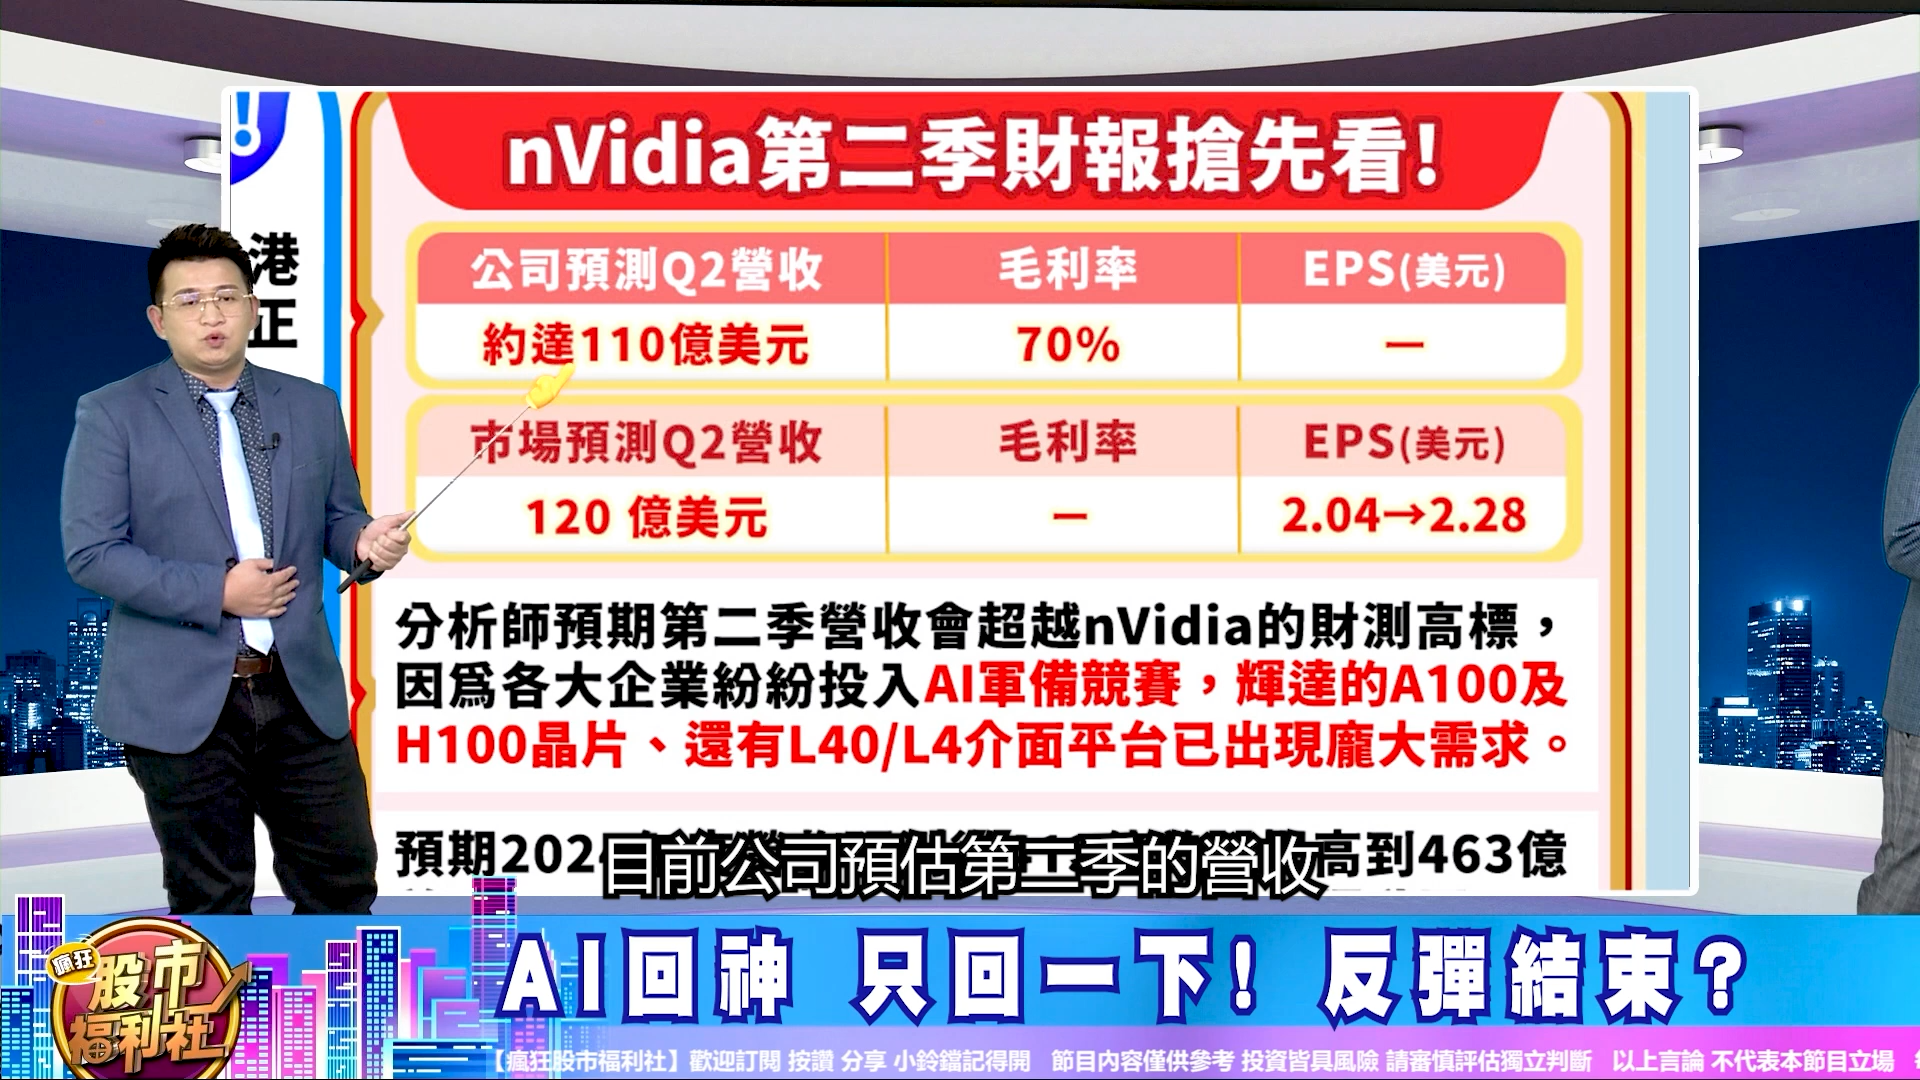 nVidia第二季財報搶先看!
港
正
公司預測Q2營收 毛利率 EPS(美元)
約達110億美元 70% –
市場預測Q2營收 毛利率 EPS(美元)
120 億美元 – 2.04→2.28
分析師預期第二季營收會超越nVidia的財測高標，
因爲各大企業紛紛投入AI軍備競賽，輝達的A100及
H100晶片、還有L40/L4介面平台已出現龐大需求。
預期202 高到463億
目前公司預估第二季的營收
AI回神 只回一下! 反彈結束?
瘋狂
股市
福利社
【瘋狂股市福利社】歡迎訂閱 按讚 分享 小鈴鐺記得開 節目內容僅供參考 投資皆具風險 請審慎評估獨立判斷 以上言論 不代表本節目立場